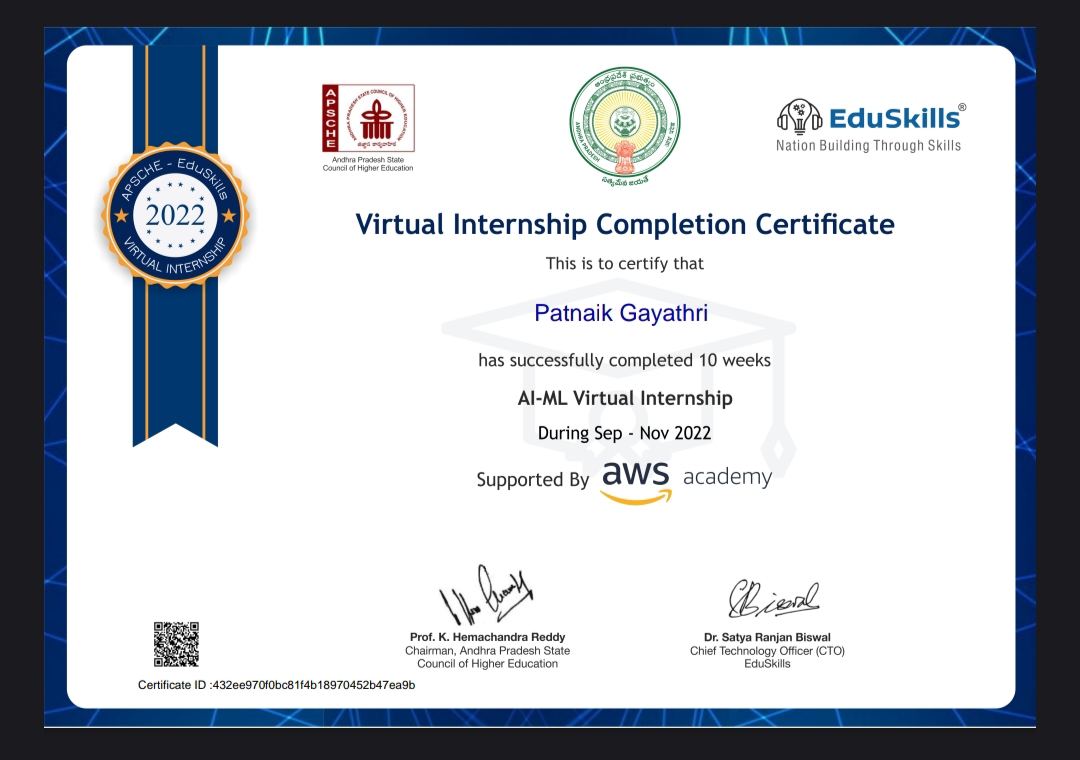 APSCHE
ANDHRA PRADESH STATE COUNCIL OF HIGHER EDUCATION
Andhra Pradesh State
Council of Higher Education
ఆంధ్రప్రదేశ్ ప్రభుత్వం
ANDHRA PRADESH
సత్యమేవ జయతే
EduSkills®
Nation Building Through Skills
APSCHE - EduSkills
2022
VIRTUAL INTERNSHIP
Virtual Internship Completion Certificate
This is to certify that
Patnaik Gayathri
has successfully completed 10 weeks
AI-ML Virtual Internship
During Sep - Nov 2022
Supported By aws academy
Prof. K. Hemachandra Reddy
Chairman, Andhra Pradesh State
Council of Higher Education
Dr. Satya Ranjan Biswal
Chief Technology Officer (CTO)
EduSkills
Certificate ID :432ee970f0bc81f4b18970452b47ea9b